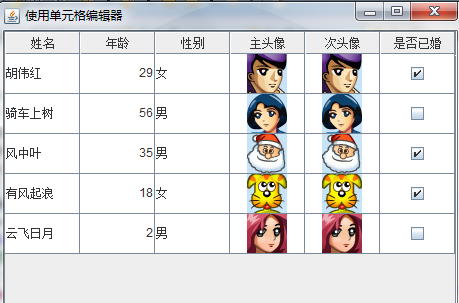 使用单元格编辑器
姓名 年龄 性别 主头像 次头像 是否已婚
胡伟红 29 女
骑车上树 56 男
风中叶 35 男
有风起浪 18 女
云飞日月 2 男